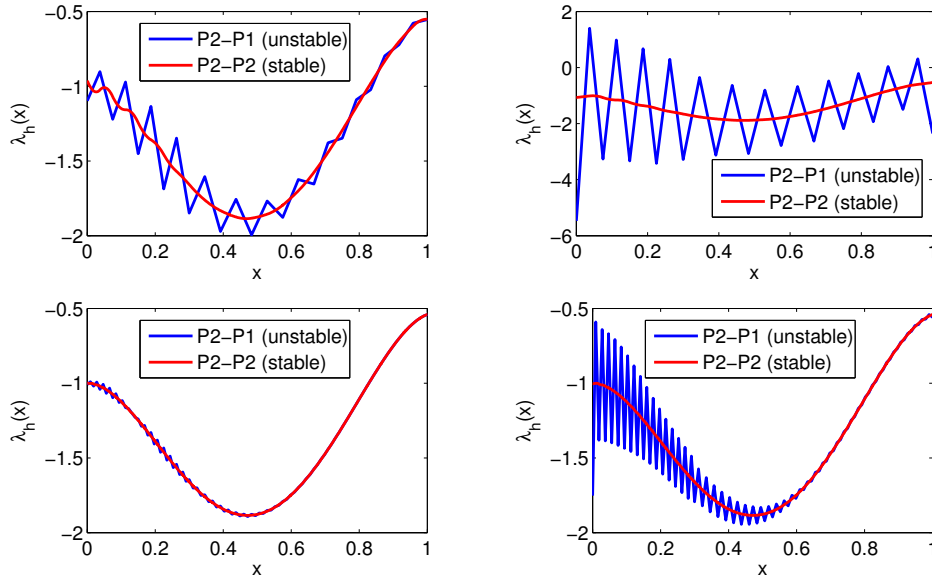 −0.5
−1
−1.5
−2
λh(x)
0 0.2 0.4 0.6 0.8 1
x
P2−P1 (unstable)
P2−P2 (stable)
2
0
−2
−4
−6
λh(x)
0 0.2 0.4 0.6 0.8 1
x
P2−P1 (unstable)
P2−P2 (stable)
−0.5
−1
−1.5
−2
λh(x)
0 0.2 0.4 0.6 0.8 1
x
P2−P1 (unstable)
P2−P2 (stable)
−0.5
−1
−1.5
−2
λh(x)
0 0.2 0.4 0.6 0.8 1
x
P2−P1 (unstable)
P2−P2 (stable)